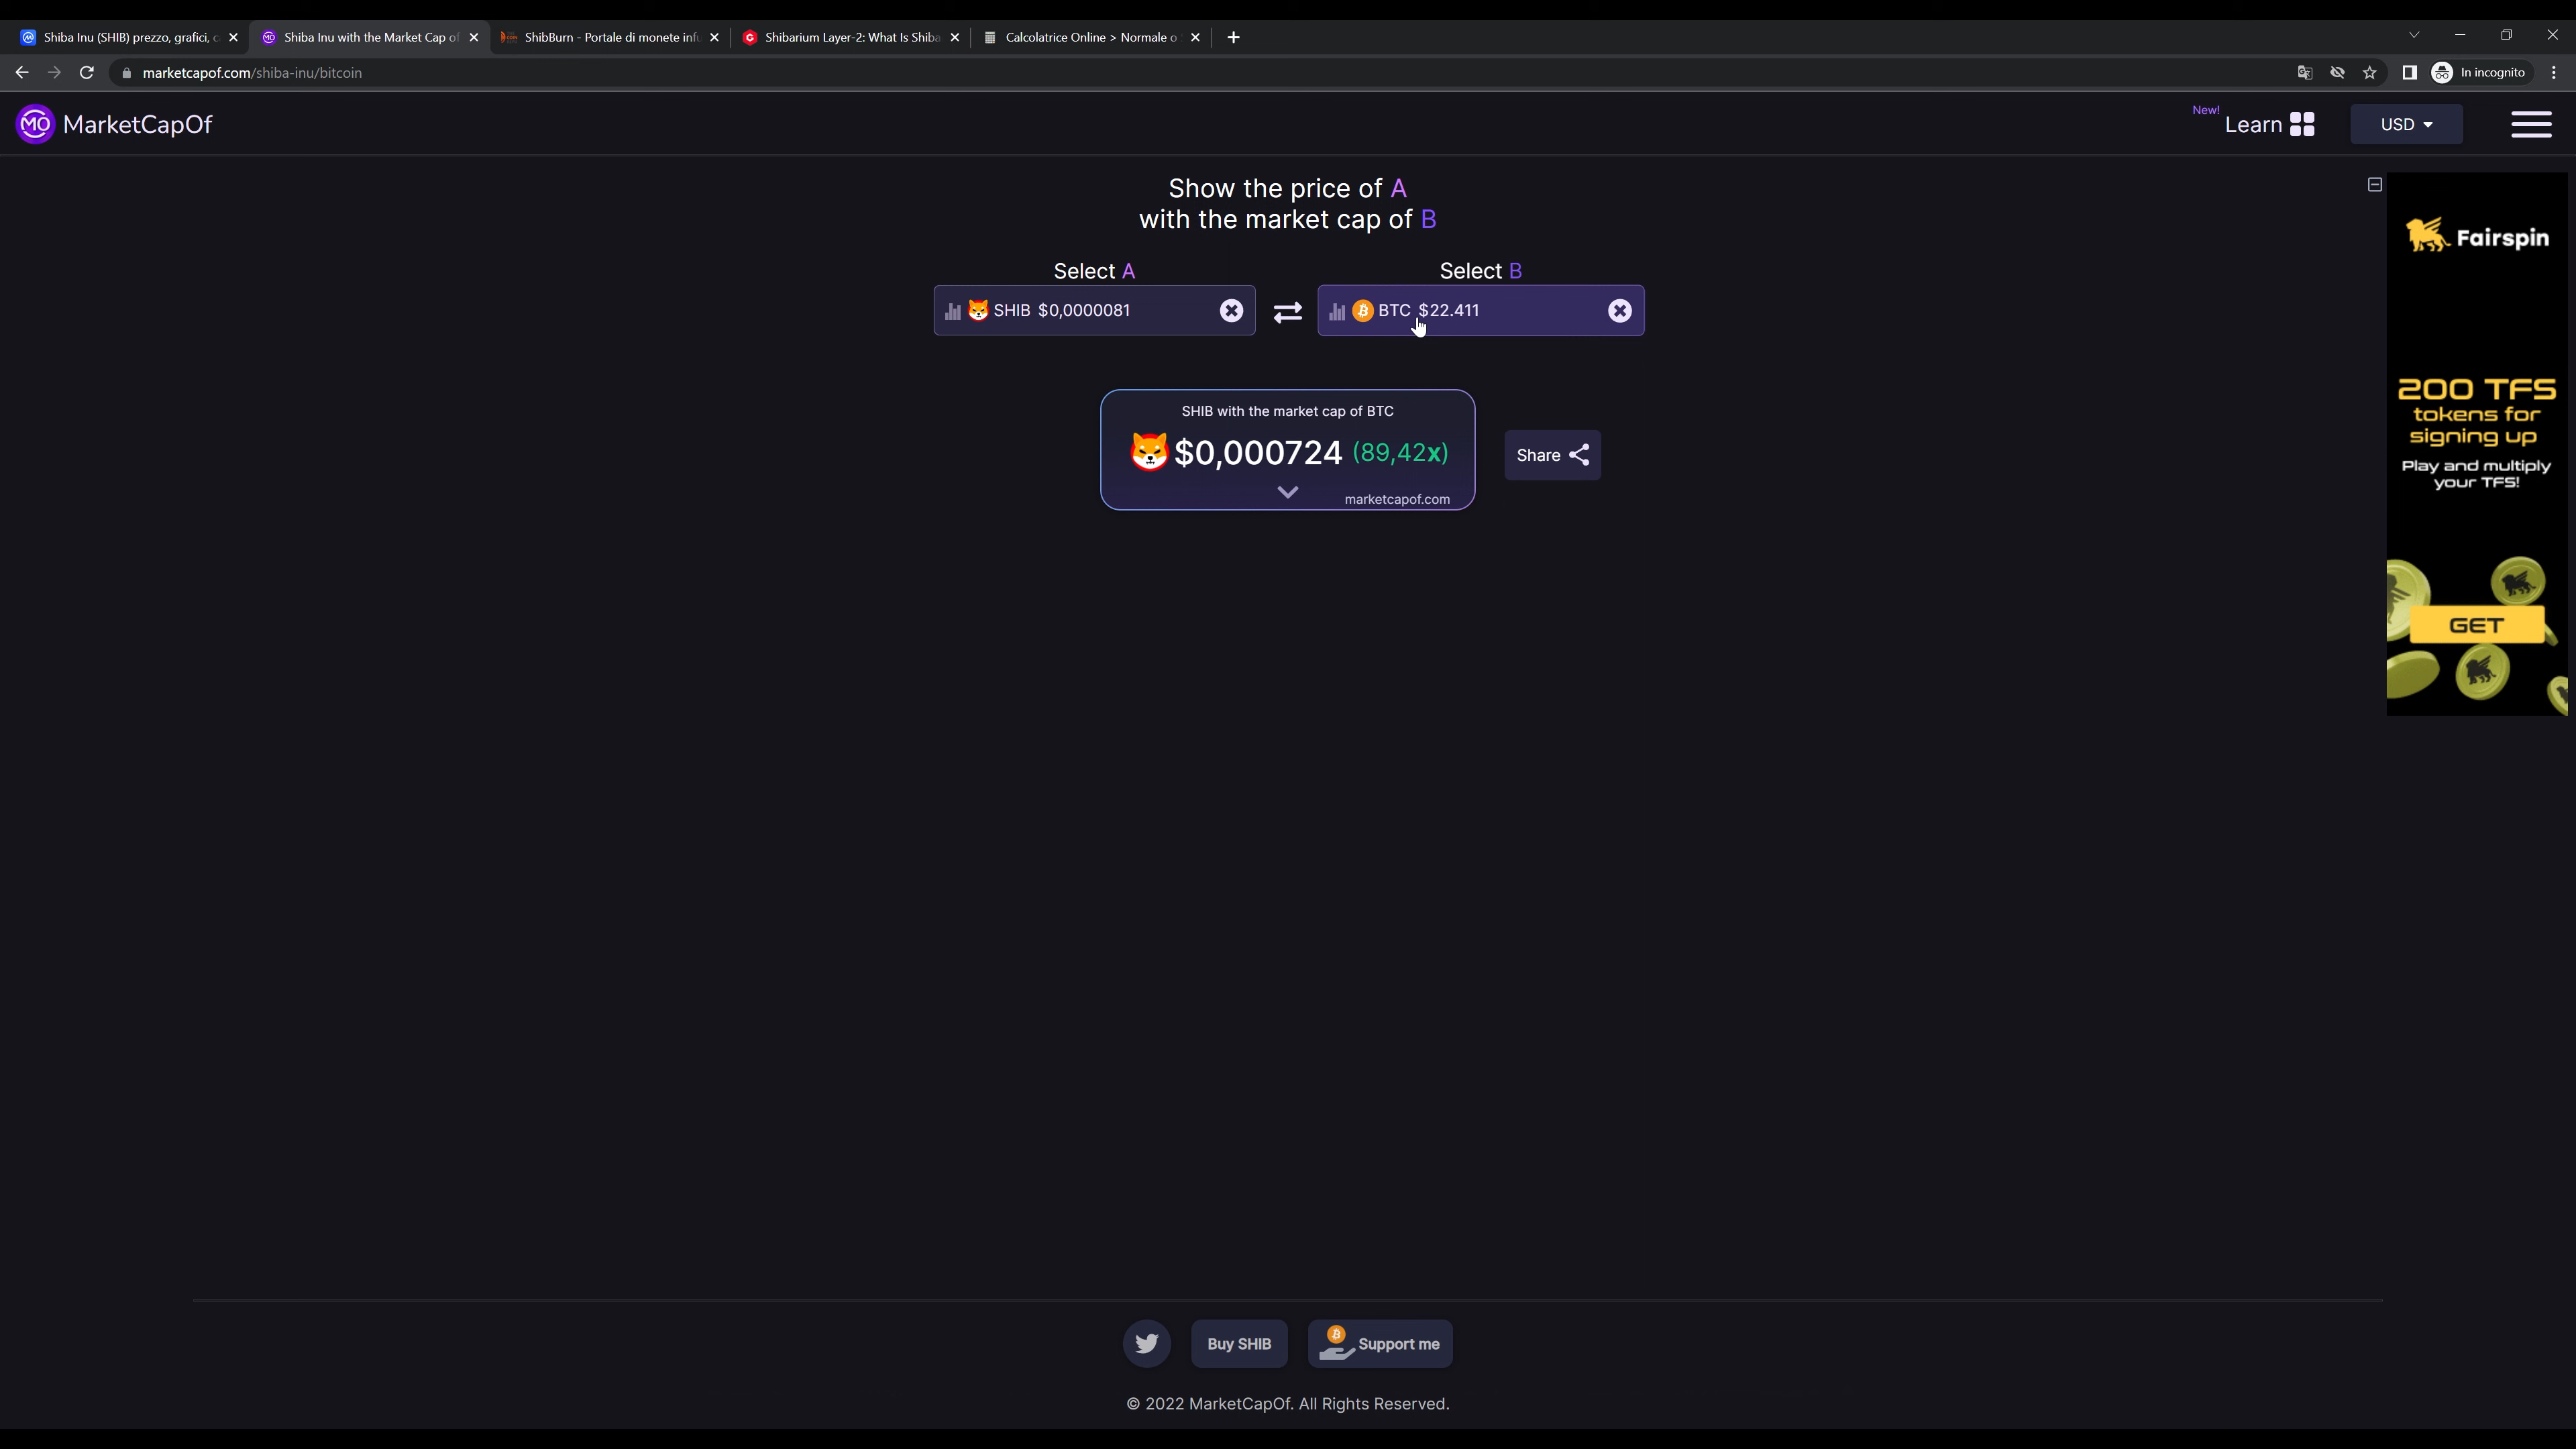 Shiba Inu (SHIB) prezzo, grafici, c
Shiba Inu with the Market Cap of
ShibBurn - Portale di monete infu
Shibarium Layer-2: What Is Shiba
Calcolatrice Online > Normale o
marketcapof.com/shiba-inu/bitcoin
In incognito
MO MarketCapOf
New!
Learn
USD
Show the price of A
with the market cap of B
Select A
Select B
SHIB $0,0000081
BTC $22.411
SHIB with the market cap of BTC
$0,000724 (89,42x)
marketcapof.com
Share
Fairspin
200 TFS
tokens for
signing up
Play and multiply
your TFS!
GET
Buy SHIB
Support me
© 2022 MarketCapOf. All Rights Reserved.